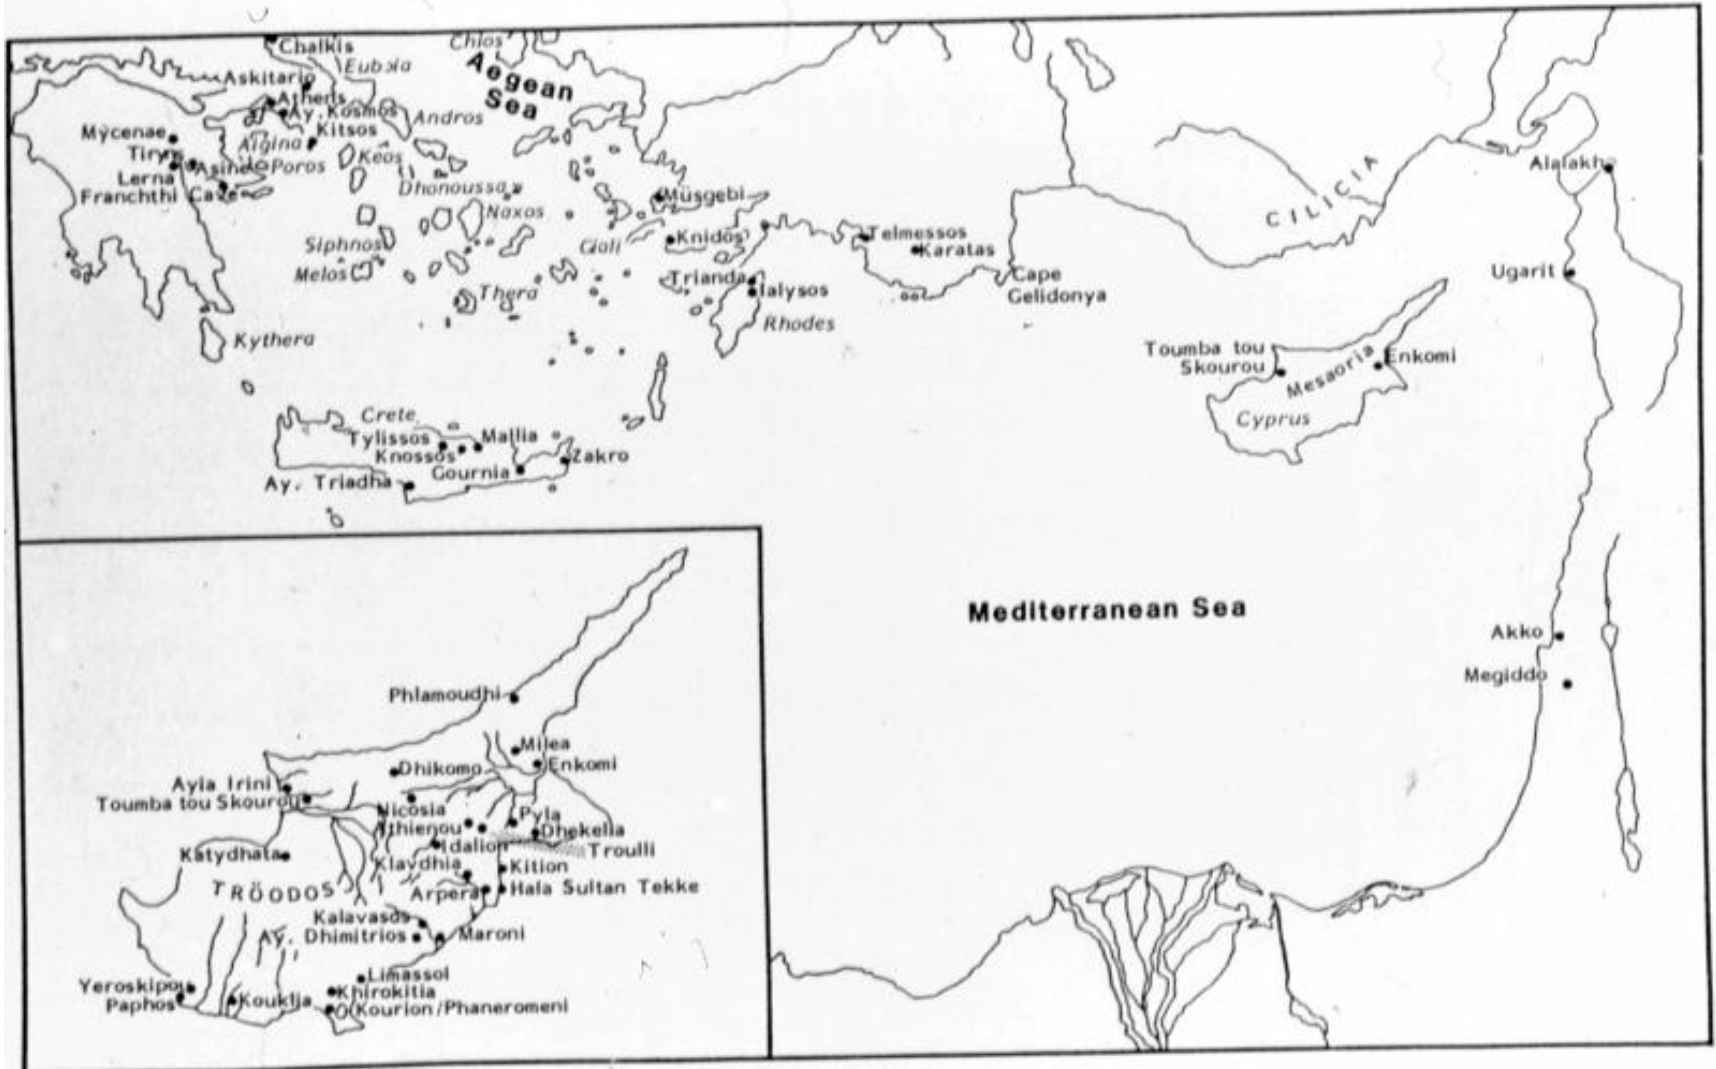 Chalkis
Chios
Euboia
Aegean
Sea
Askitario
Athens
Ay. Kosmos
Andros
Mycenae
Kitsos
Aigina
Keos
Tiryns
Asine
Poros
Lerna
Dhonoussa
Franchthi Cave
Naxos
Müsgebi
Siphnos
Knidos
Telmessos
Karatas
Melos
Trianda
Ialysos
Thera
Cape
Gelidonya
Rhodes
Kythera
CILICIA
Alalakh
Ugarit
Toumba tou
Skourou
Mesaoria
Enkomi
Cyprus
Crete
Tylissos
Mallia
Knossos
Zakro
Gournia
Ay. Triadha
Mediterranean Sea
Akko
Megiddo
Phlamoudhi
Milea
Dhikomo
Enkomi
Ayia Irini
Toumba tou Skourou
Nicosia
Pyla
Athienou
Dhekelia
Idalion
Troulli
Katydhata
Klavdhia
Kition
TRÖODOS
Arpera
Hala Sultan Tekke
Kalavasos
Ay. Dhimitrios
Maroni
Limassol
Yeroskipou
Khirokitia
Paphos
Kouklia
Kourion/Phaneromeni